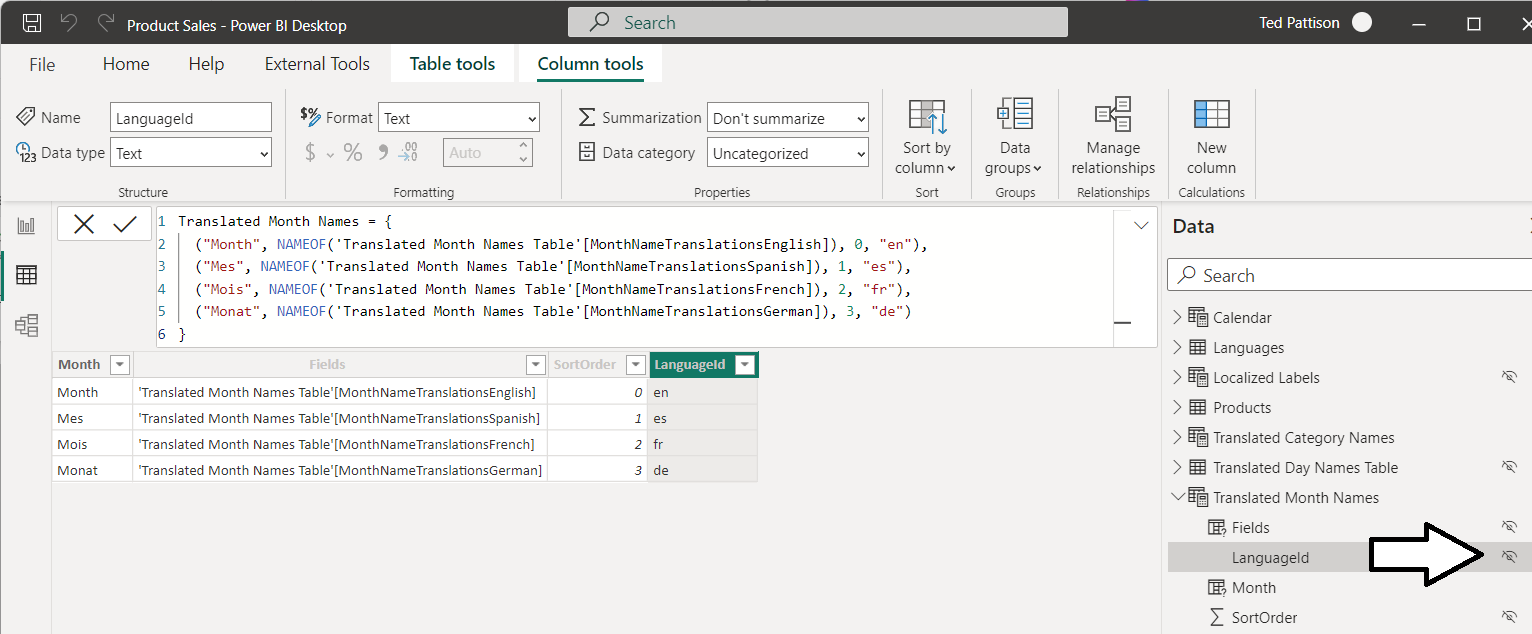 Product Sales - Power BI Desktop
Search
Ted Pattison
File Home Help External Tools Table tools Column tools
Name LanguageId
Data type Text
Structure
$% Format Text
$ % 9 .00 Auto
Formatting
Summarization Don't summarize
Data category Uncategorized
Properties
Sort by column
Sort
Data groups
Groups
Manage relationships
Relationships
New column
Calculations
1 Translated Month Names = {
2 ("Month", NAMEOF('Translated Month Names Table'[MonthNameTranslationsEnglish]), 0, "en"),
3 ("Mes", NAMEOF('Translated Month Names Table'[MonthNameTranslationsSpanish]), 1, "es"),
4 ("Mois", NAMEOF('Translated Month Names Table'[MonthNameTranslationsFrench]), 2, "fr"),
5 ("Monat", NAMEOF('Translated Month Names Table'[MonthNameTranslationsGerman]), 3, "de")
6 }
Month Fields SortOrder LanguageId
Month 'Translated Month Names Table'[MonthNameTranslationsEnglish] 0 en
Mes 'Translated Month Names Table'[MonthNameTranslationsSpanish] 1 es
Mois 'Translated Month Names Table'[MonthNameTranslationsFrench] 2 fr
Monat 'Translated Month Names Table'[MonthNameTranslationsGerman] 3 de
Data
Search
Calendar
Languages
Localized Labels
Products
Translated Category Names
Translated Day Names Table
Translated Month Names
Fields
LanguageId
Month
SortOrder